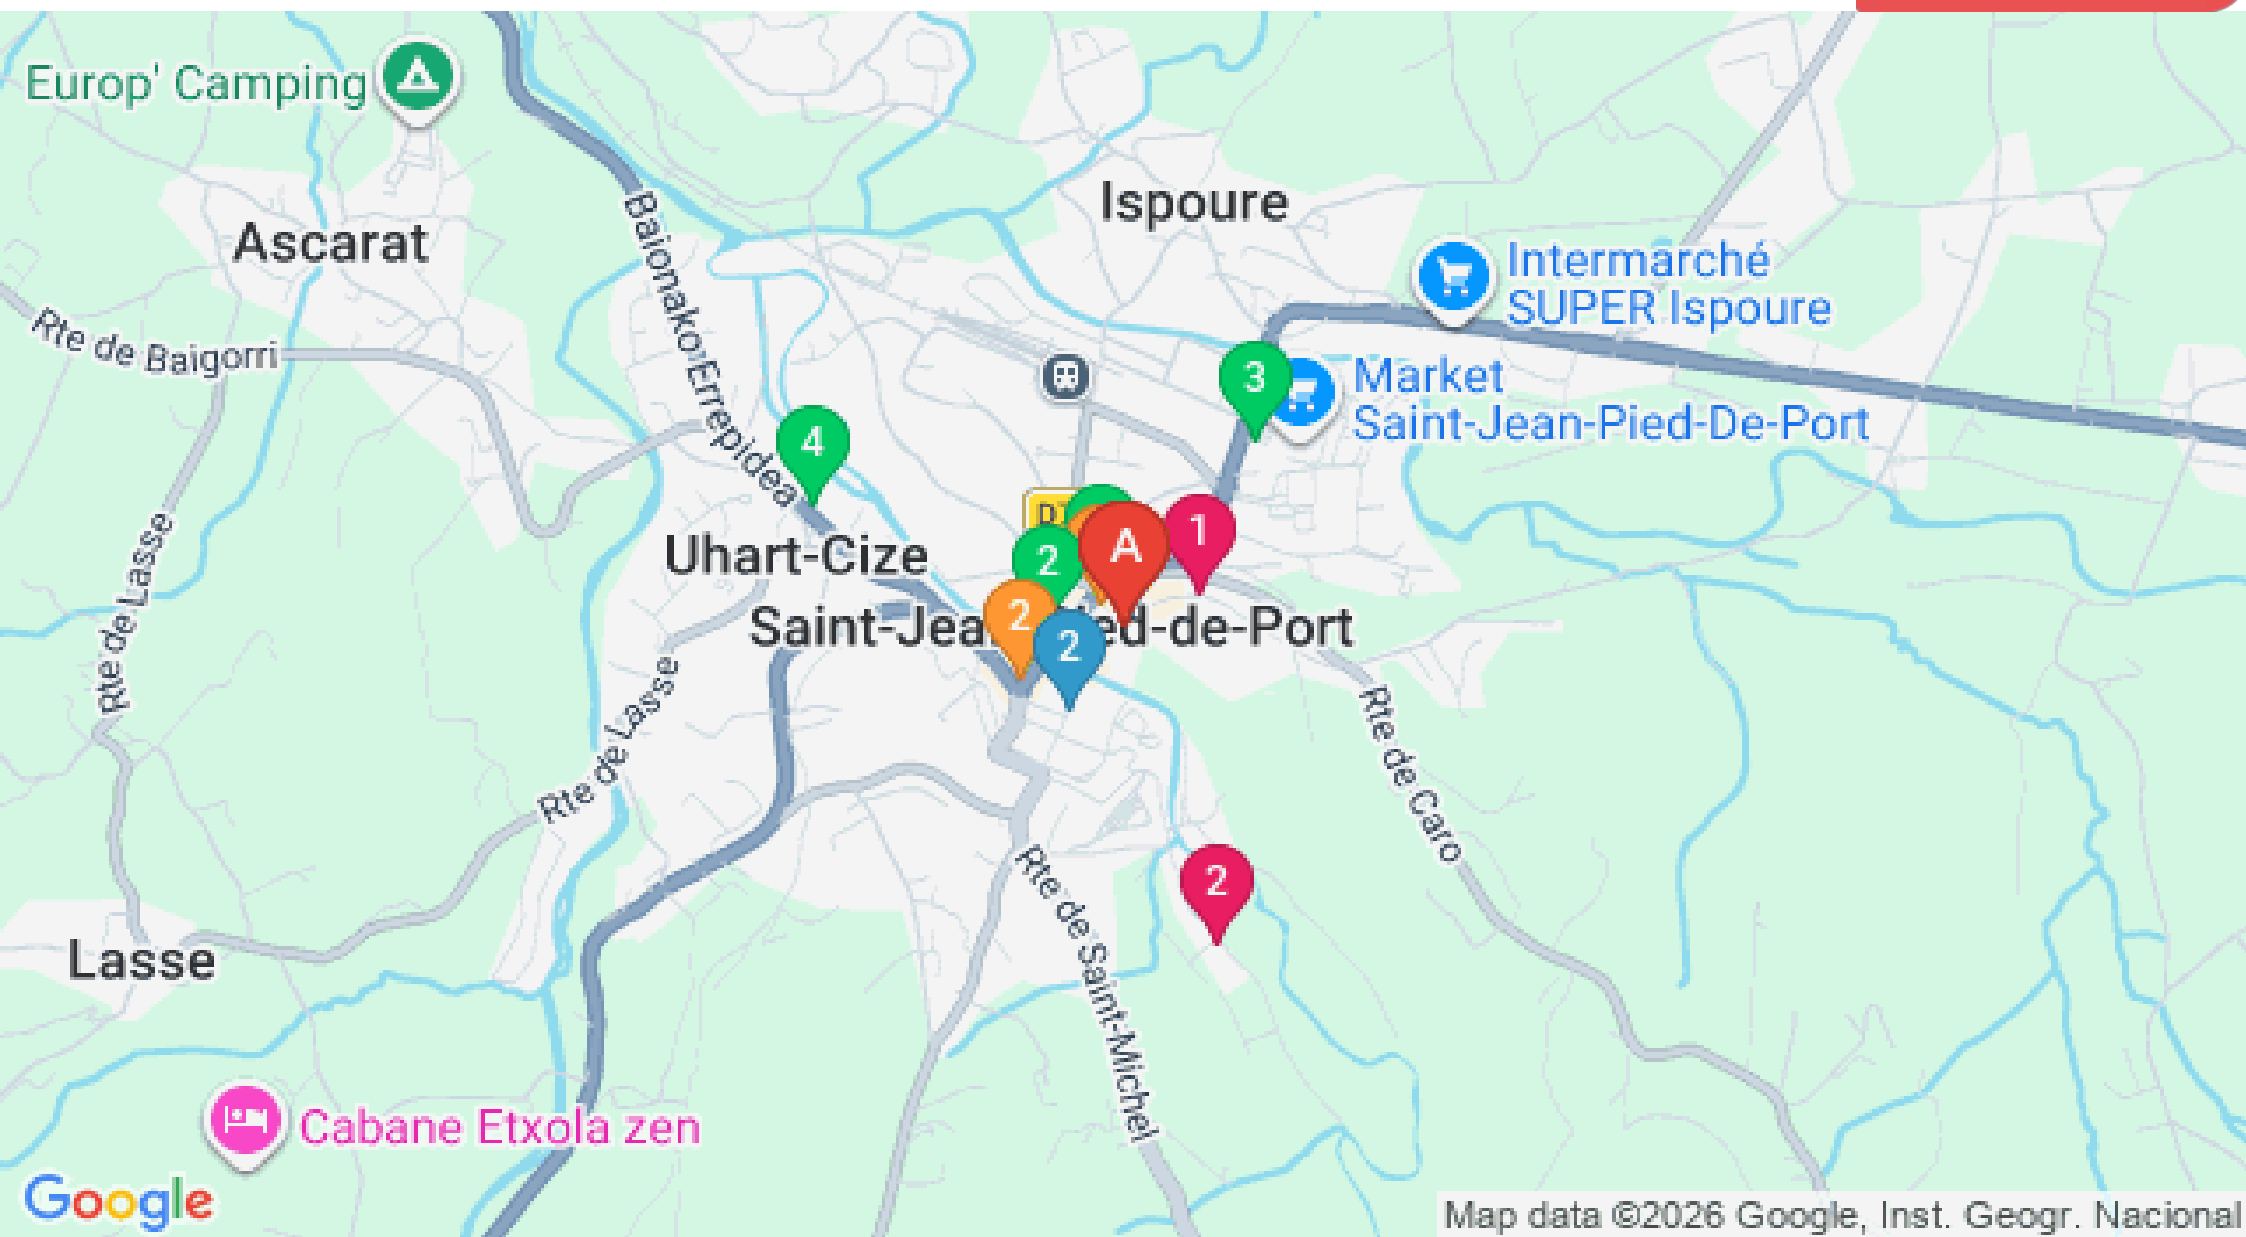 Europ' Camping
Ascarat
Ispoure
Baionako Errepidea
Intermarché
SUPER Ispoure
Rte de Baigorri
Market
Saint-Jean-Pied-De-Port
3
4
Rte de Lasse
1
A
2
Uhart-Cize
2
2
Saint-Jea
ed-de-Port
Rte de Lasse
Rte de Caro
Rte de Saint-Michel
2
Lasse
Cabane Etxola zen
Google
Map data ©2026 Google, Inst. Geogr. Nacional